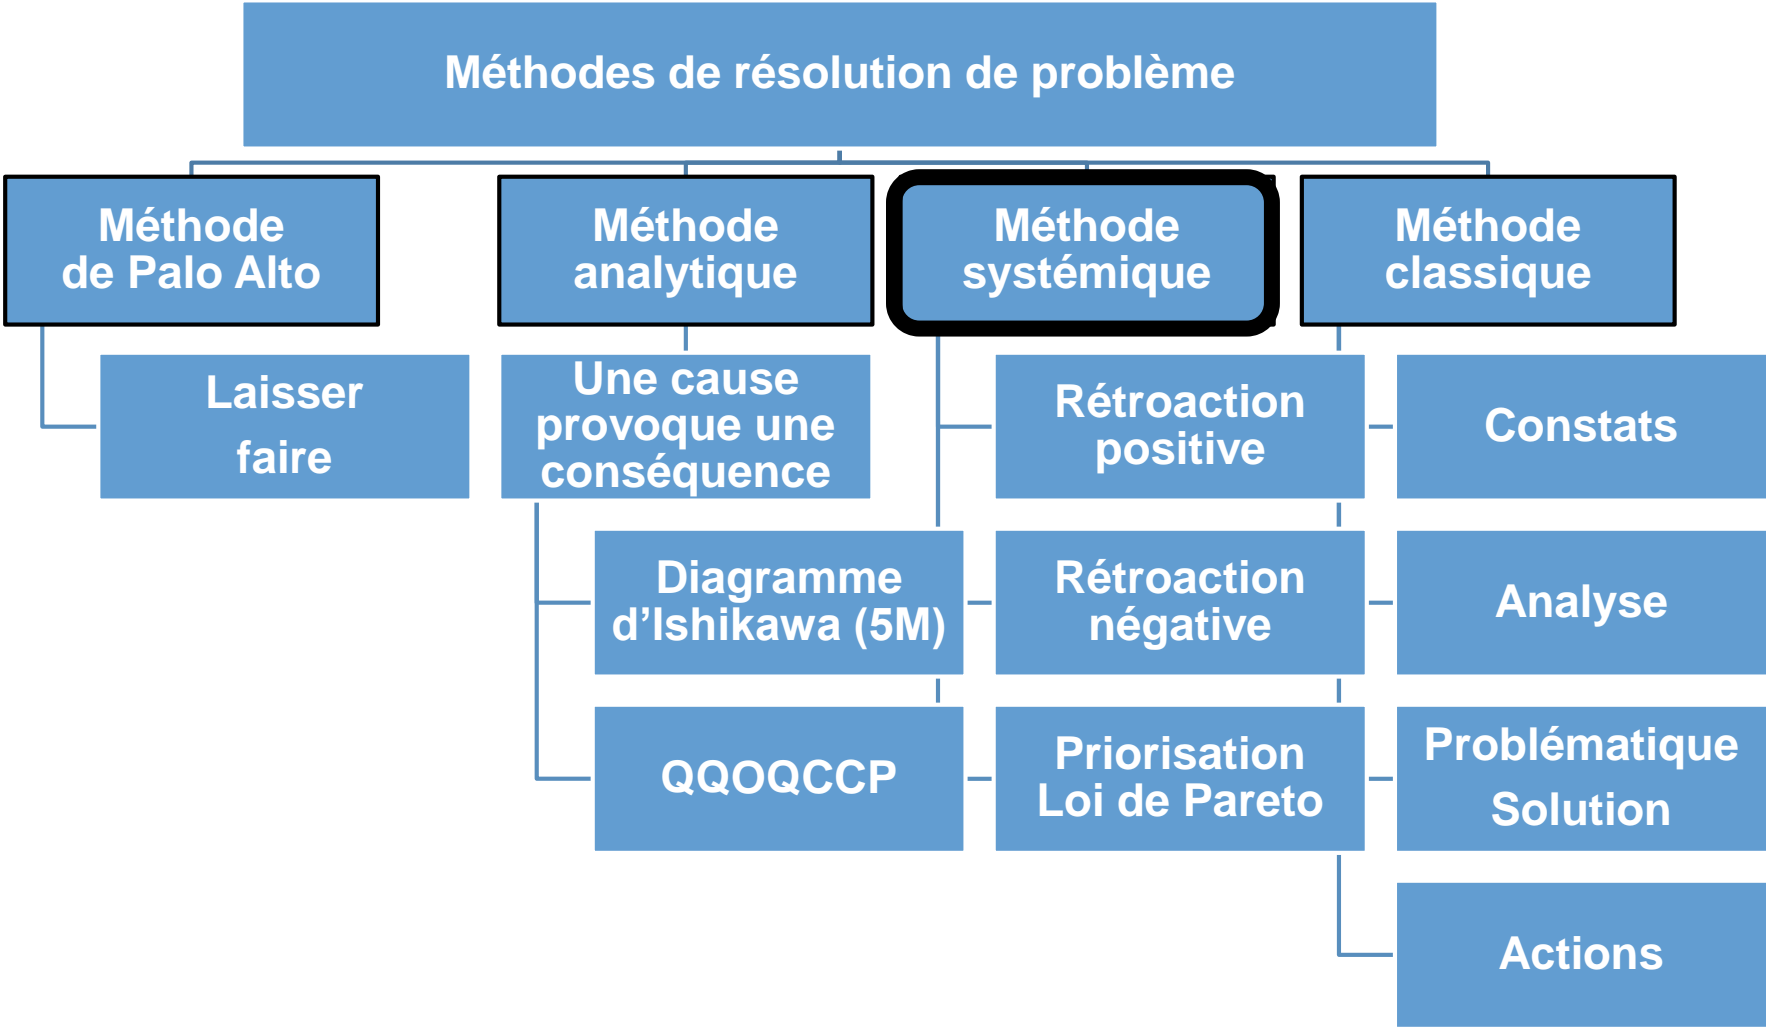 Méthodes de résolution de problème
Méthode
de Palo Alto
Laisser
faire
Méthode
analytique
Une cause
provoque une
conséquence
Diagramme
d’Ishikawa (5M)
QQOQCCP
Méthode
systémique
Rétroaction
positive
Rétroaction
négative
Priorisation
Loi de Pareto
Méthode
classique
Constats
Analyse
Problématique
Solution
Actions